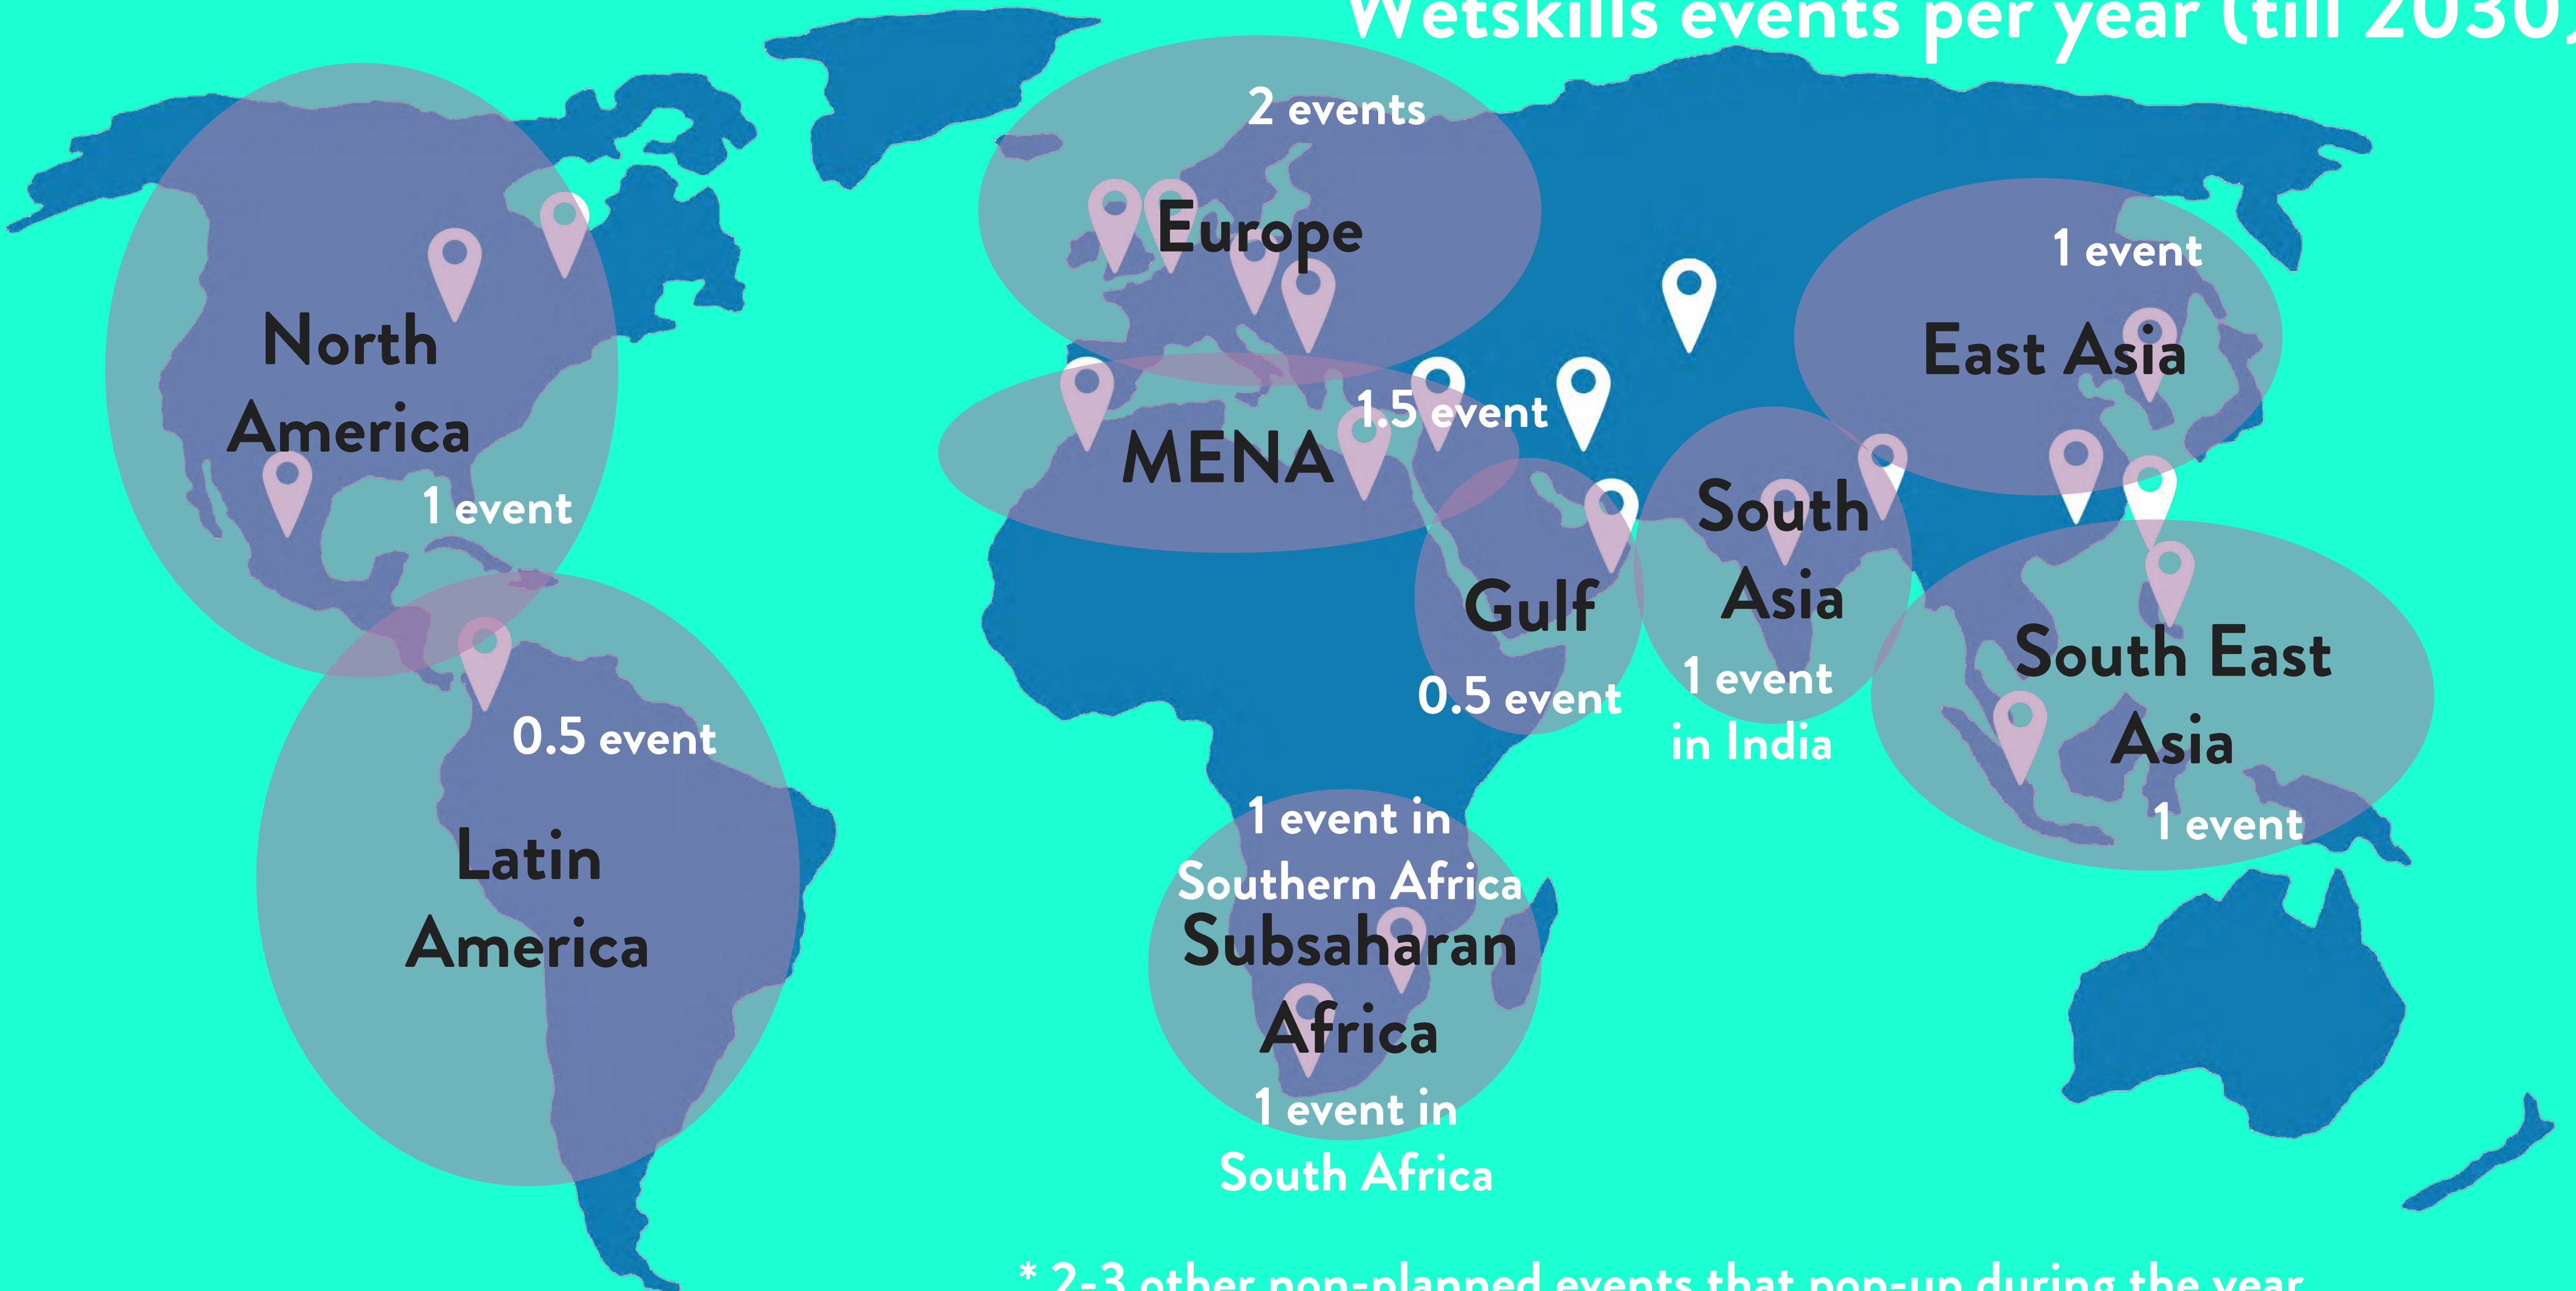 Wetskills events per year (till 2030)
2 events
Europe
1 event
East Asia
North
America
1 event
1.5 event
MENA
South
Asia
1 event
in India
Gulf
0.5 event
South East
Asia
1 event
0.5 event
Latin
America
1 event in
Southern Africa
Subsaharan
Africa
1 event in
South Africa
* 2-3 other non-planned events that pop-up during the year